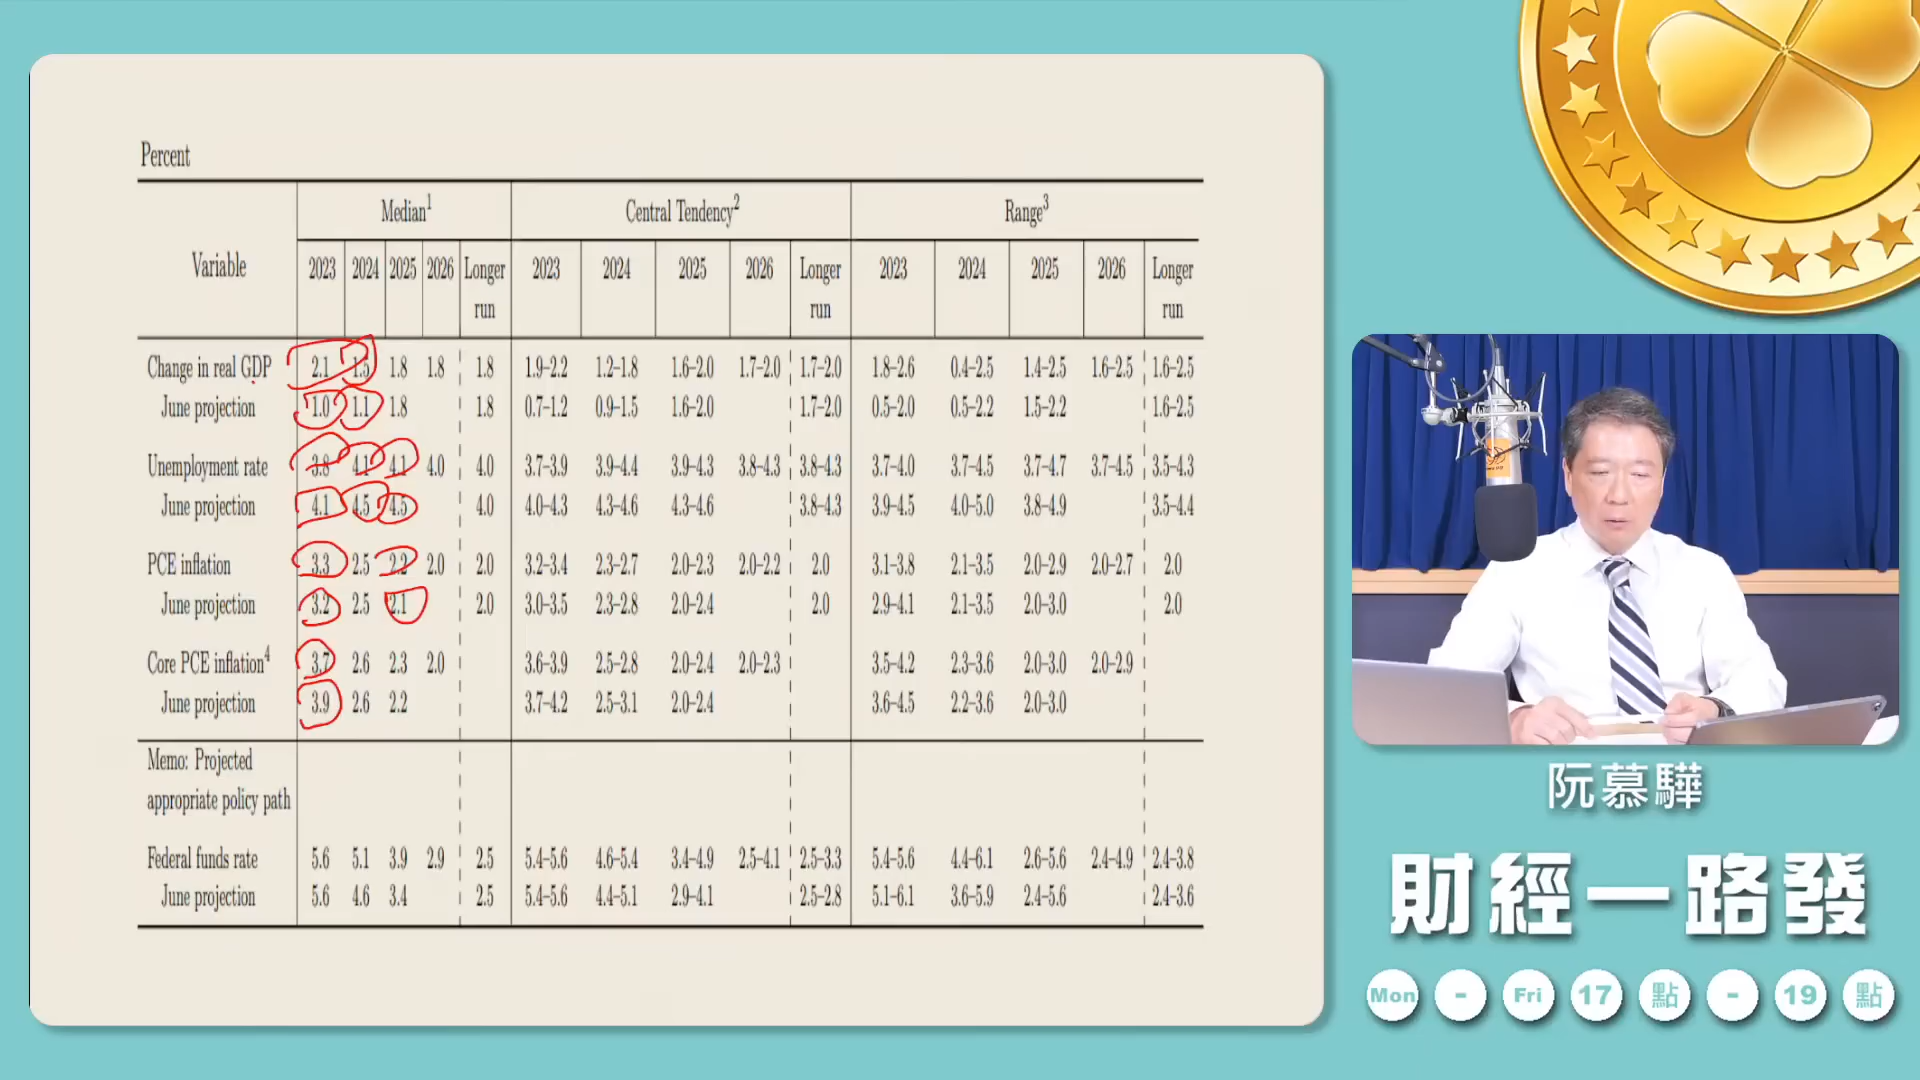 Percent
Variable Median1 Central Tendency2 Range3
2023 2024 2025 2026 Longer run 2023 2024 2025 2026 Longer run 2023 2024 2025 2026 Longer run
Change in real GDP 2.1 1.5 1.8 1.8 1.8 1.9–2.2 1.2–1.8 1.6–2.0 1.7–2.0 1.7–2.0 1.8–2.6 0.4–2.5 1.4–2.5 1.6–2.5 1.6–2.5
June projection 1.0 1.1 1.8 1.8 0.7–1.2 0.9–1.5 1.6–2.0 1.7–2.0 0.5–2.0 0.5–2.2 1.5–2.2 1.6–2.5
Unemployment rate 3.8 4.1 4.1 4.0 4.0 3.7–3.9 3.9–4.4 3.9–4.3 3.8–4.3 3.8–4.3 3.7–4.0 3.7–4.5 3.7–4.7 3.7–4.5 3.5–4.3
June projection 4.1 4.5 4.5 4.0 4.0–4.3 4.3–4.6 4.3–4.6 3.8–4.3 3.9–4.5 4.0–5.0 3.8–4.9 3.5–4.4
PCE inflation 3.3 2.5 2.2 2.0 2.0 3.2–3.4 2.3–2.7 2.0–2.3 2.0–2.2 2.0 3.1–3.8 2.1–3.5 2.0–2.9 2.0–2.7 2.0
June projection 3.2 2.5 2.1 2.0 3.0–3.5 2.3–2.8 2.0–2.4 2.0 2.9–4.1 2.1–3.5 2.0–3.0 2.0
Core PCE inflation4 3.7 2.6 2.3 2.0 3.6–3.9 2.5–2.8 2.0–2.4 2.0–2.3 3.5–4.2 2.3–3.6 2.0–3.0 2.0–2.9
June projection 3.9 2.6 2.2 3.7–4.2 2.5–3.1 2.0–2.4 3.6–4.5 2.2–3.6 2.0–3.0
Memo: Projected
appropriate policy path
Federal funds rate 5.6 5.1 3.9 2.9 2.5 5.4–5.6 4.6–5.4 3.4–4.9 2.5–4.1 2.5–3.3 5.4–5.6 4.4–6.1 2.6–5.6 2.4–4.9 2.4–3.8
June projection 5.6 4.6 3.4 2.5 5.4–5.6 4.4–5.1 2.9–4.1 2.5–2.8 5.1–6.1 3.6–5.9 2.4–5.6 2.4–3.6
阮慕驊
財經一路發
Mon - Fri 17 點 - 19 點